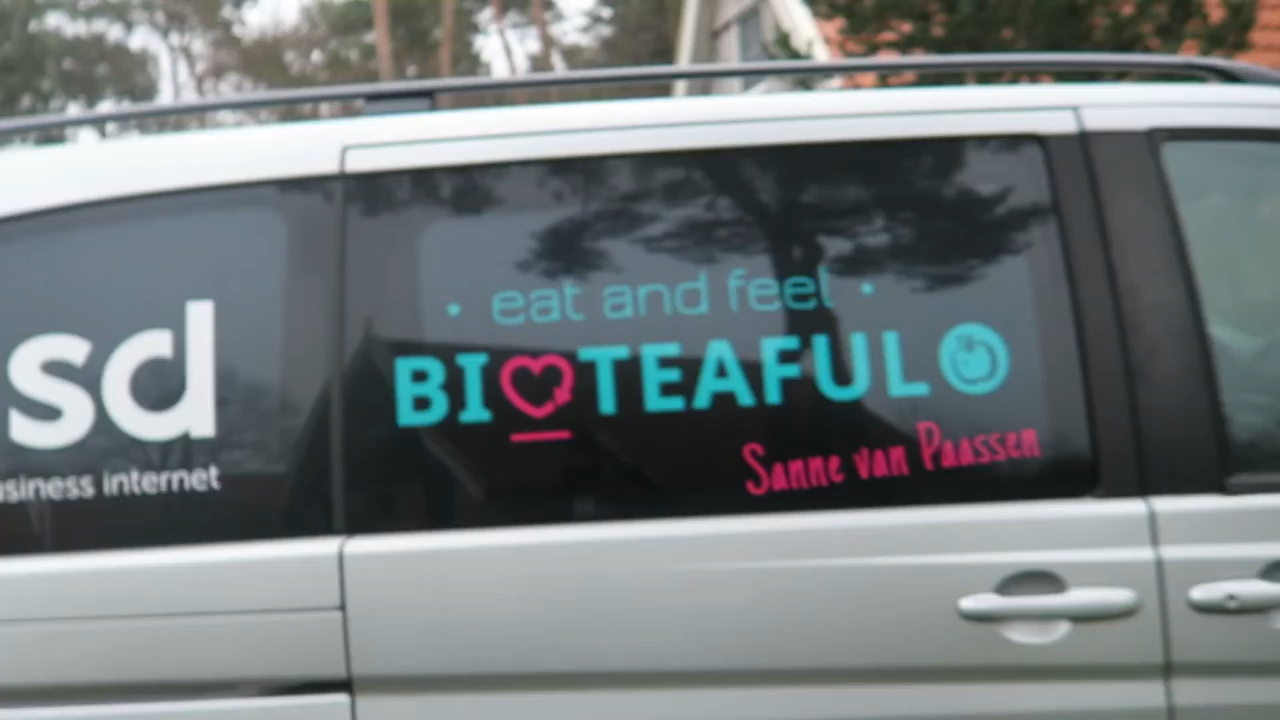 sd
usiness internet
• eat and feel •
BIOTEAFUL
Sanne van Paassen